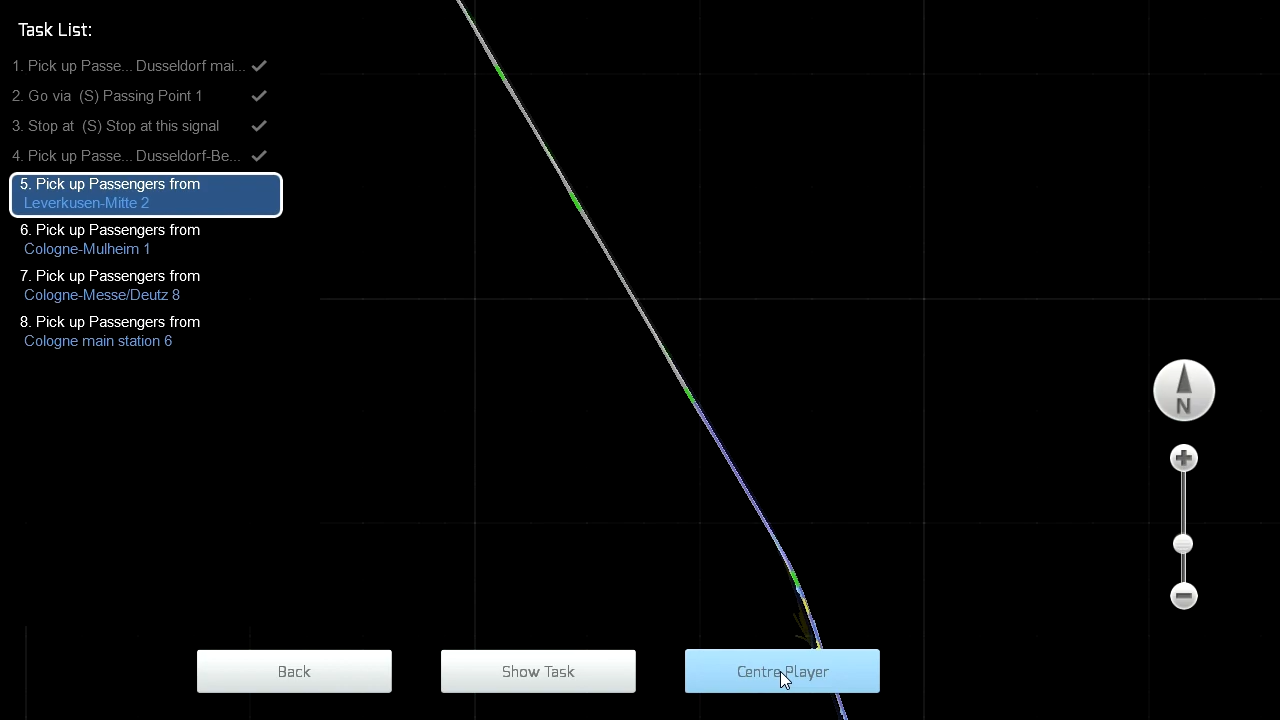 Task List:
1. Pick up Passe... Dusseldorf mai...
2. Go via (S) Passing Point 1
3. Stop at (S) Stop at this signal
4. Pick up Passe... Dusseldorf-Be...
5. Pick up Passengers from
Leverkusen-Mitte 2
6. Pick up Passengers from
Cologne-Mulheim 1
7. Pick up Passengers from
Cologne-Messe/Deutz 8
8. Pick up Passengers from
Cologne main station 6
N
Back
Show Task
Centre Player